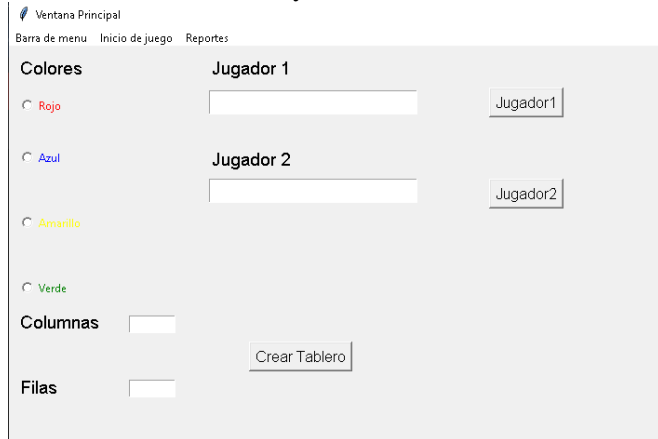 Ventana Principal
Barra de menu Inicio de juego Reportes
Colores Jugador 1
Rojo Jugador1
Azul Jugador 2
Jugador2
Amarillo
Verde
Columnas
Crear Tablero
Filas